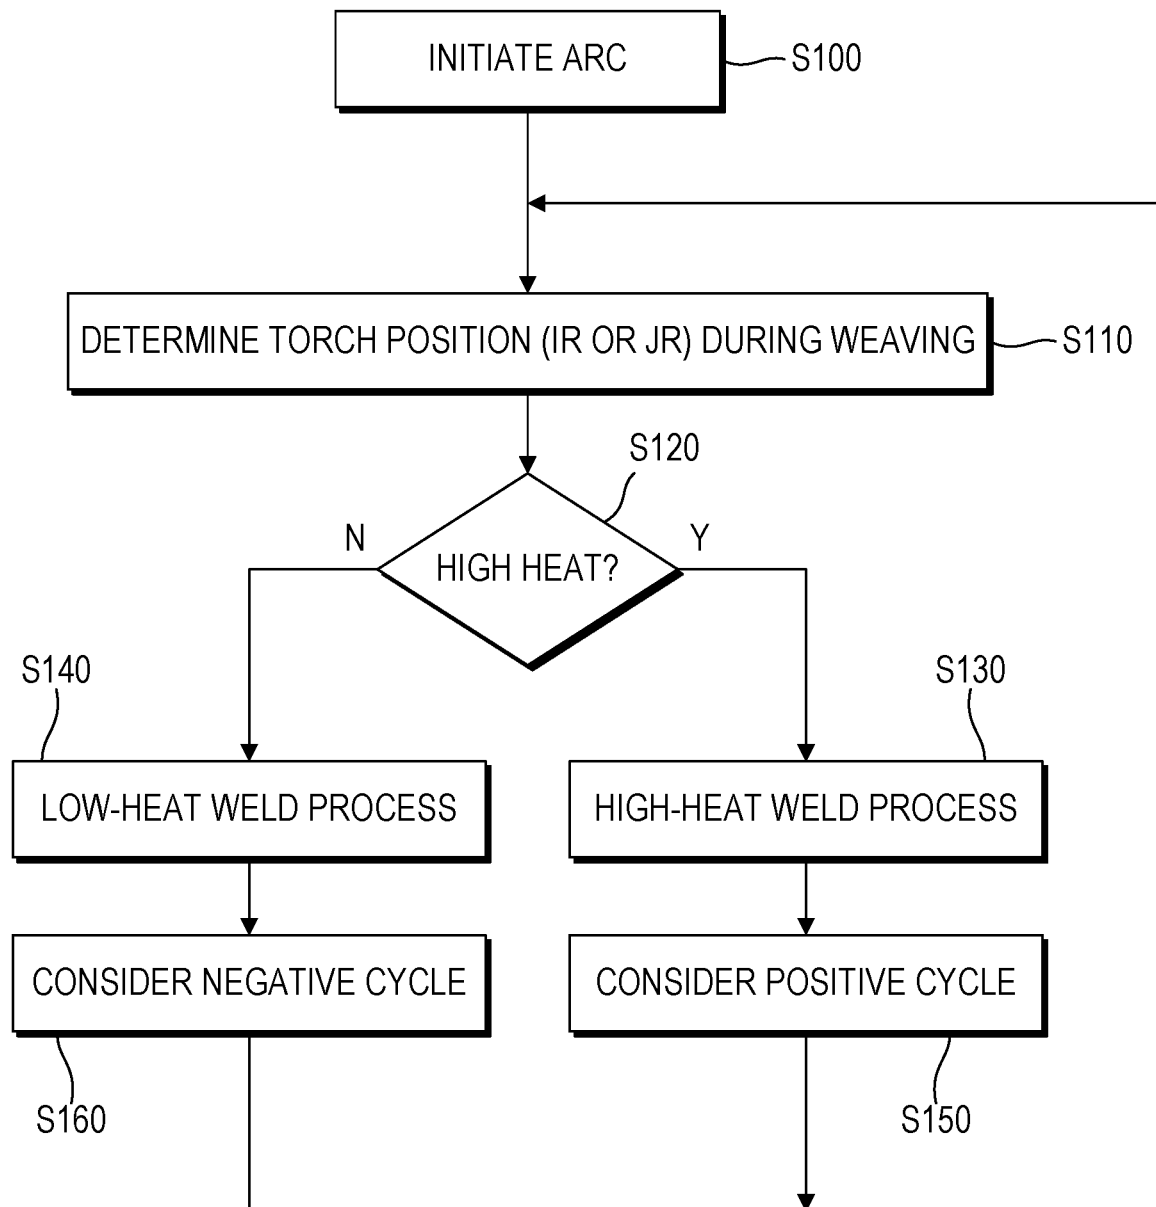 INITIATE ARC
S100
DETERMINE TORCH POSITION (IR OR JR) DURING WEAVING
S110
S120
N
Y
HIGH HEAT?
S140
S130
LOW-HEAT WELD PROCESS
HIGH-HEAT WELD PROCESS
CONSIDER NEGATIVE CYCLE
CONSIDER POSITIVE CYCLE
S160
S150